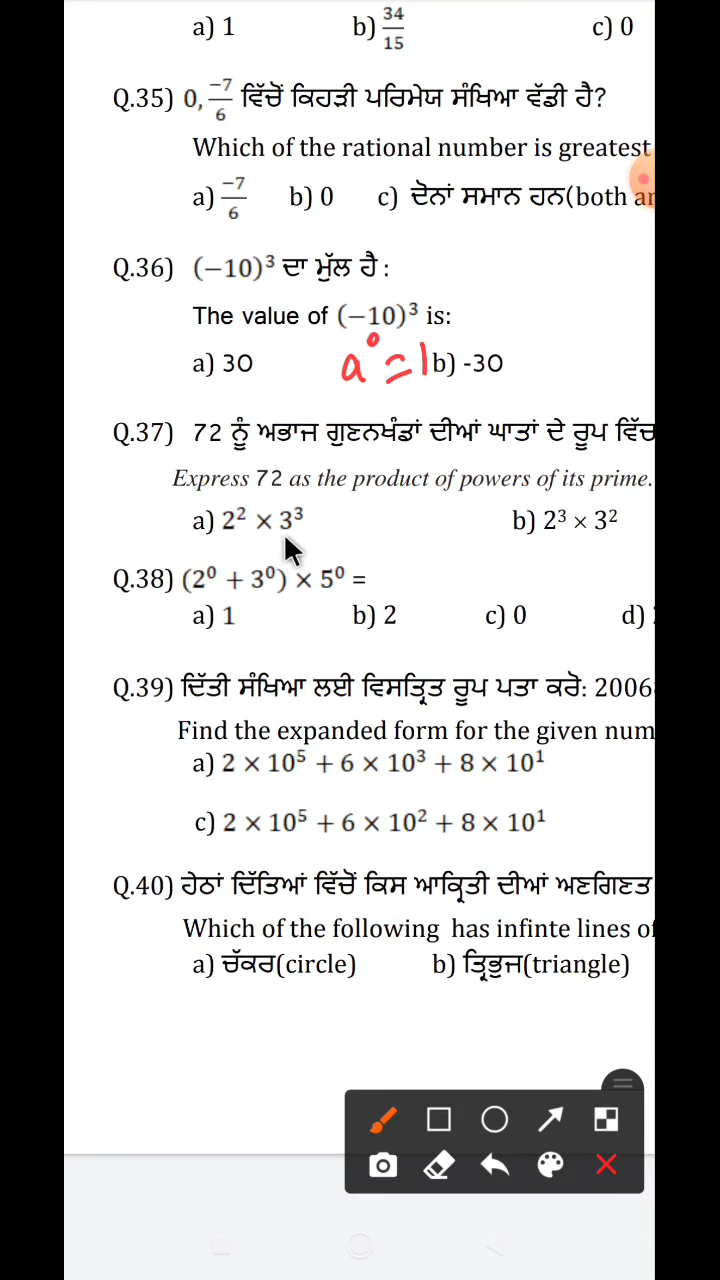 a) 1 b) 34/15 c) 0
Q.35) 0, −7/6 ਵਿੱਚੋਂ ਕਿਹੜੀ ਪਰਿਮੇਯ ਸੰਖਿਆ ਵੱਡੀ ਹੈ?
Which of the rational number is greatest
a) −7/6 b) 0 c) ਦੋਨਾਂ ਸਮਾਨ ਹਨ(both
Q.36) (−10)³ ਦਾ ਮੁੱਲ ਹੈ :
The value of (−10)³ is:
a) 30 a⁰ = 1 b) -30
Q.37) 72 ਨੂੰ ਅਭਾਜ ਗੁਣਨਖੰਡਾਂ ਦੀਆਂ ਘਾਤਾਂ ਦੇ ਰੂਪ ਵਿੱਚ
Express 72 as the product of powers of its prime.
a) 2² × 3³ b) 2³ × 3²
Q.38) (2⁰ + 3⁰) × 5⁰ =
a) 1 b) 2 c) 0 d)
Q.39) ਦਿੱਤੀ ਸੰਖਿਆ ਲਈ ਵਿਸਤ੍ਰਿਤ ਰੂਪ ਪਤਾ ਕਰੋ: 2006
Find the expanded form for the given num
a) 2 × 10⁵ + 6 × 10³ + 8 × 10¹
c) 2 × 10⁵ + 6 × 10² + 8 × 10¹
Q.40) ਹੇਠਾਂ ਦਿੱਤਿਆਂ ਵਿੱਚੋਂ ਕਿਸ ਆਕ੍ਰਿਤੀ ਦੀਆਂ ਅਣਗਿਣਤ
Which of the following has infinte lines
a) ਚੱਕਰ(circle) b) ਤ੍ਰਿਭੁਜ(triangle)